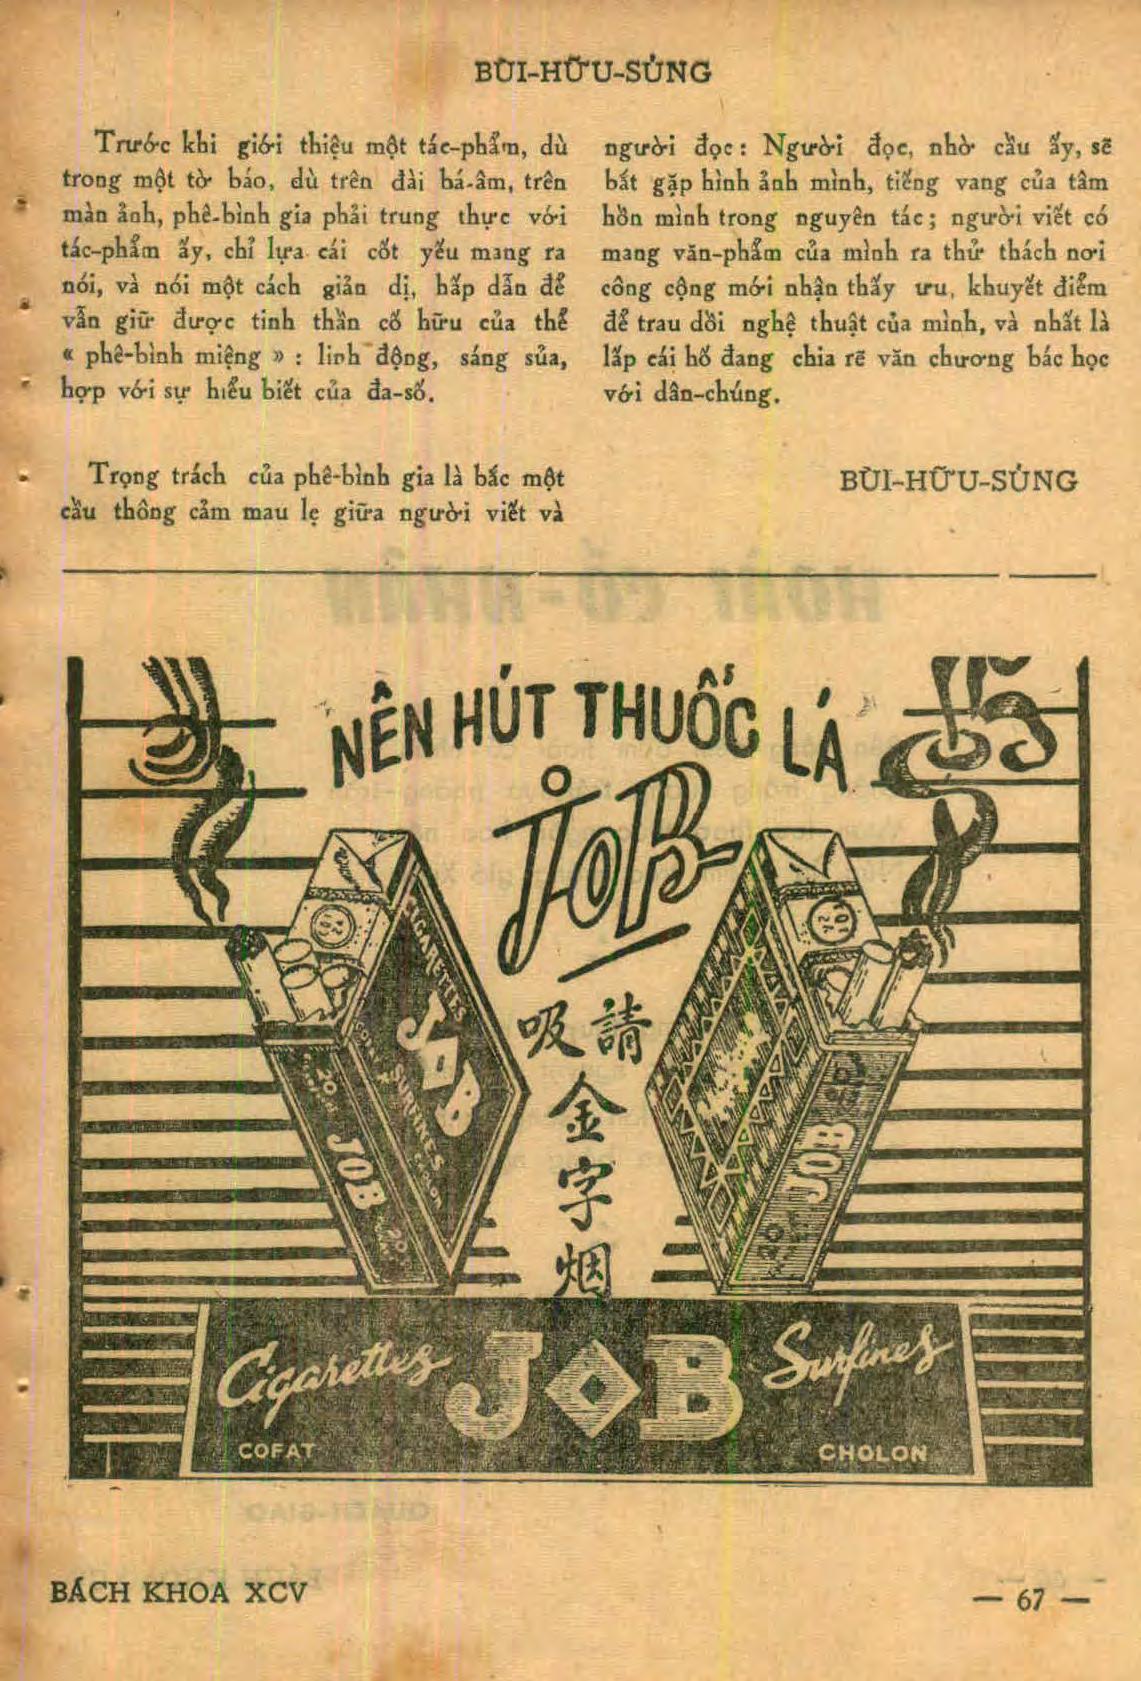 BÙI-HỮU-SỦNG
Trước khi giới thiệu một tác-phẩm, dù
trong một tờ báo, dù trên đài bá-âm, trên
màn ảnh, phê-bình gia phải trung thực với
tác-phẩm ấy, chỉ lựa cái cốt yếu mang ra
nói, và nói một cách giản dị, hấp dẫn để
vẫn giữ được tinh thần cố hữu của thể
« phê-bình miệng » : linh động, sáng sủa,
hợp với sự hiểu biết của đa-số.
Trọng trách của phê-bình gia là bắc một
cầu thông cảm mau lẹ giữa người viết và
người đọc : Người đọc, nhờ cầu ấy, sẽ
bắt gặp hình ảnh mình, tiếng vang của tâm
hồn mình trong nguyên tác ; người viết có
mang văn-phẩm của mình ra thử thách nơi
công cộng mới nhận thấy ưu, khuyết điểm
để trau dồi nghệ thuật của mình, và nhất là
lấp cái hố đang chia rẽ văn chương bác học
với dân-chúng.
BÙI-HỮU-SỦNG
NÊN HÚT THUỐC LÁ
JOB
請
吸
金
字
烟
CIGARETTES
JOB
SURFINES
CHOLON
20
JOB
20
JOB
20
Cigarettes JOB Surfines
COFAT CHOLON
BÁCH KHOA XCV
— 67 —